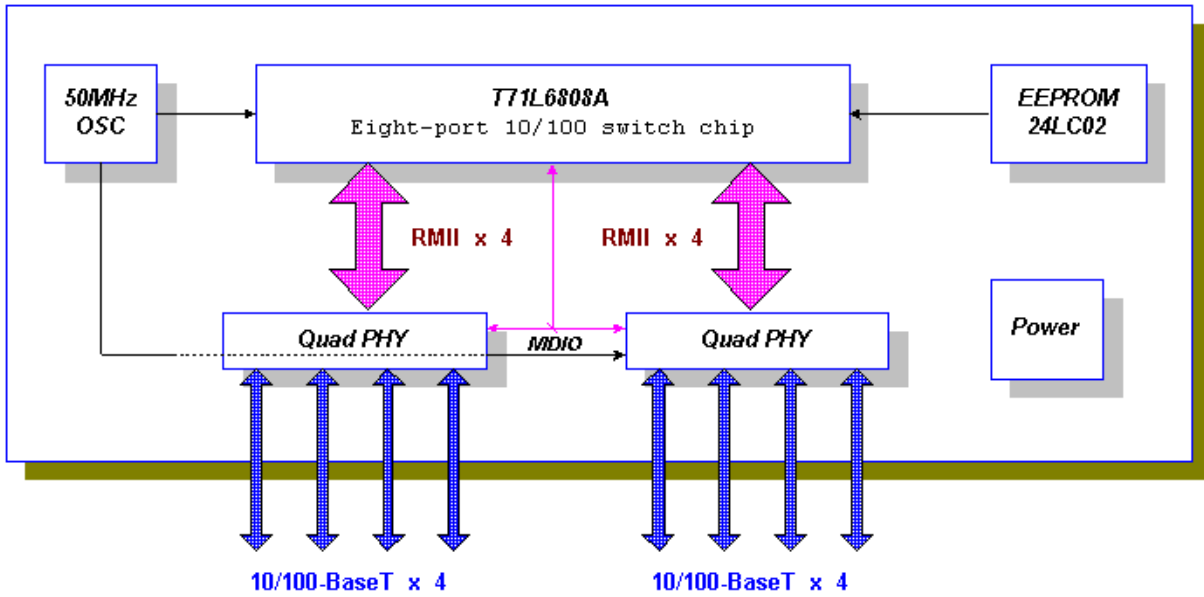 50MHz
OSC
T71L6808A
Eight-port 10/100 switch chip
EEPROM
24LC02
RMII x 4
RMII x 4
Quad PHY
MDIO
Quad PHY
Power
10/100-BaseT x 4
10/100-BaseT x 4